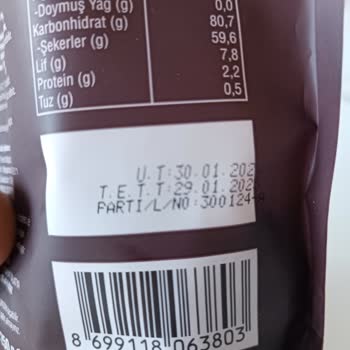 -Doymuş Yağ (g) 0,0
Karbonhidrat (g) 80,7
-Şekerler (g) 59,6
Lif (g) 7,8
Protein (g) 2,2
Tuz (g) 0,5
Ü.T:30.01.202
T.E.T.T:29.01.202
PARTİ/L/NO:300124
8 699118 063803